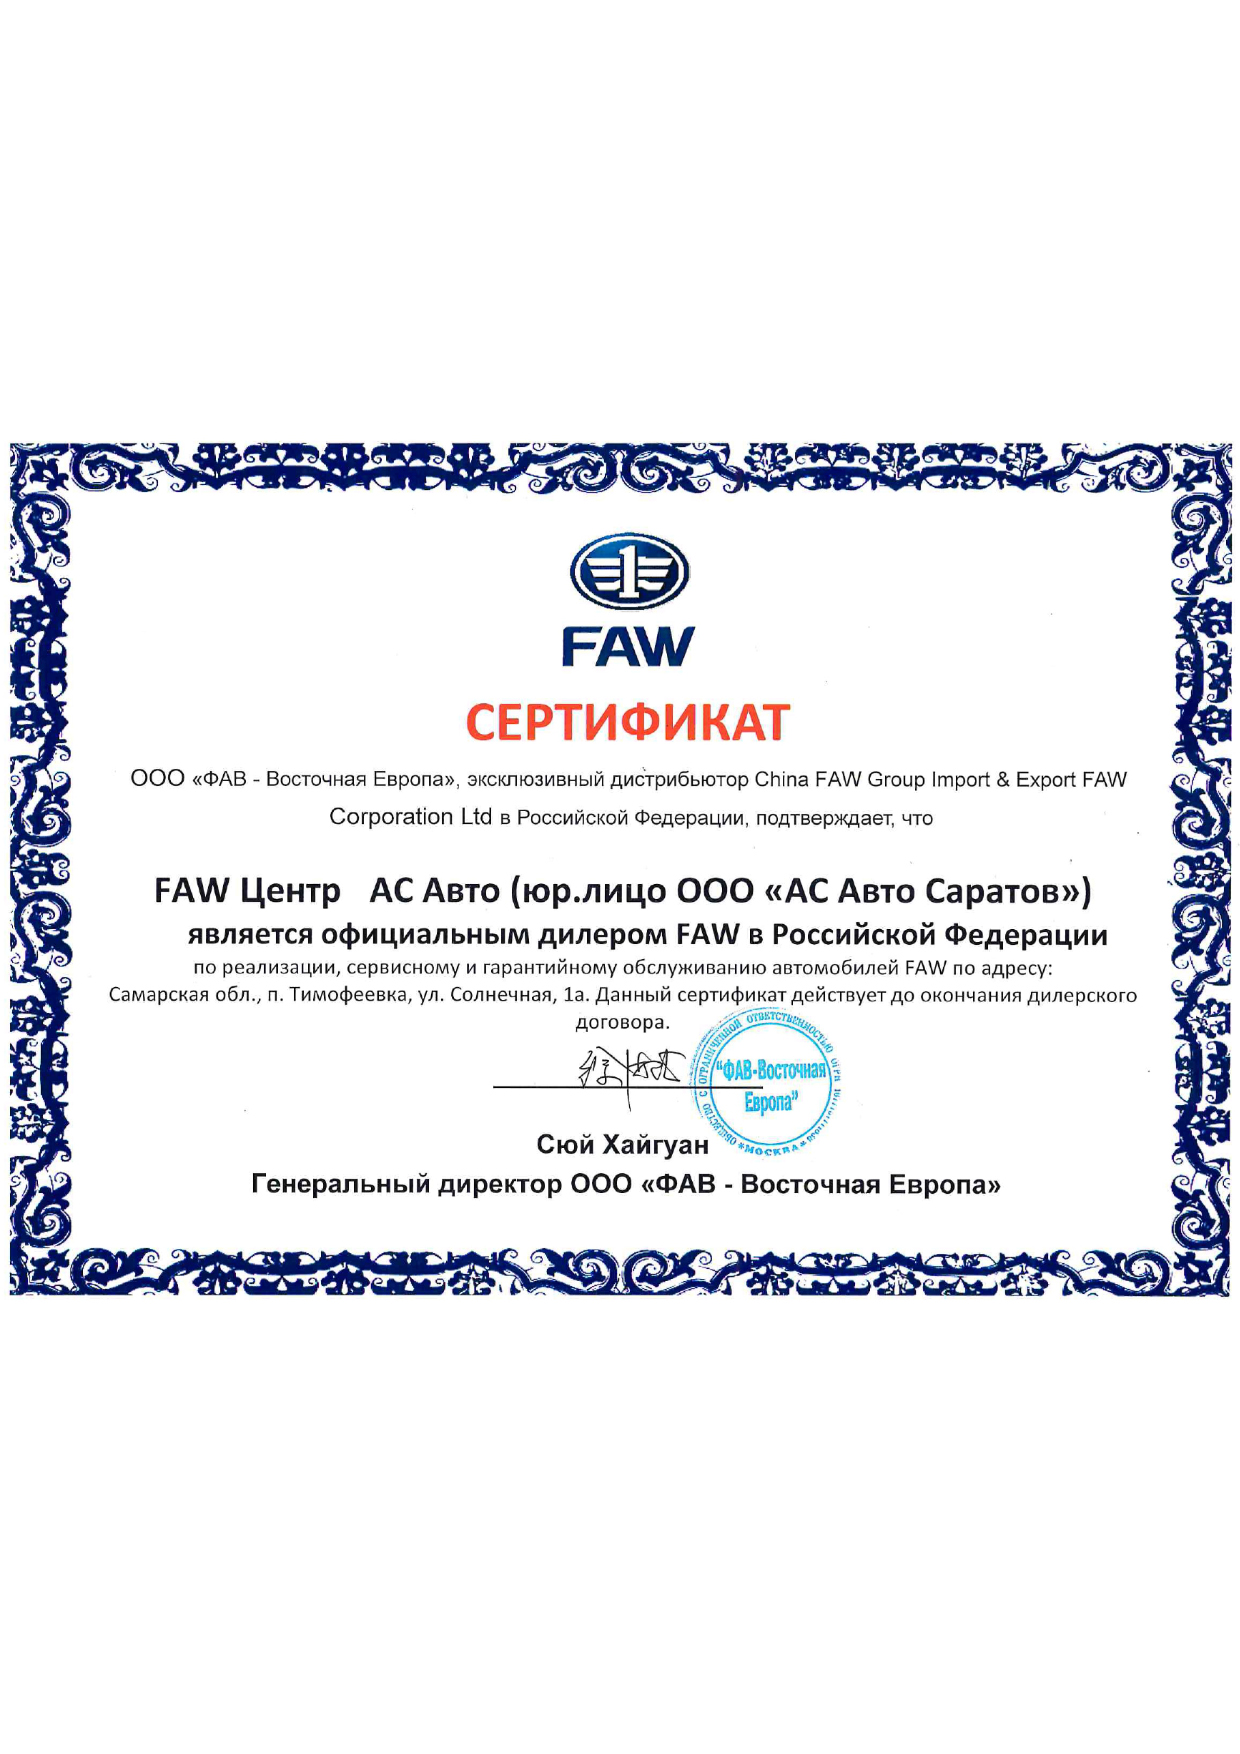 FAW
СЕРТИФИКАТ
ООО «ФАВ - Восточная Европа», эксклюзивный дистрибьютор China FAW Group Import & Export FAW
Corporation Ltd в Российской Федерации, подтверждает, что
FAW Центр АС Авто (юр.лицо ООО «АС Авто Саратов»)
является официальным дилером FAW в Российской Федерации
по реализации, сервисному и гарантийному обслуживанию автомобилей FAW по адресу:
Самарская обл., п. Тимофеевка, ул. Солнечная, 1а. Данный сертификат действует до окончания дилерского
договора.
ОБЩЕСТВО С ОГРАНИЧЕННОЙ ОТВЕТСТВЕННОСТЬЮ ОГРН
"ФАВ-Восточная
Европа"
*МОСКВА*
Сюй Хайгуан
Генеральный директор ООО «ФАВ - Восточная Европа»